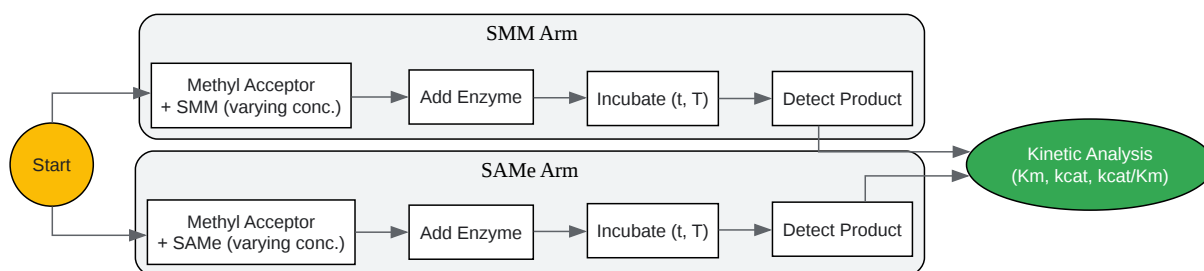 Start
SMM Arm
Methyl Acceptor
+ SMM (varying conc.)
Add Enzyme
Incubate (t, T)
Detect Product
SAMe Arm
Methyl Acceptor
+ SAMe (varying conc.)
Add Enzyme
Incubate (t, T)
Detect Product
Kinetic Analysis
(Km, kcat, kcat/Km)